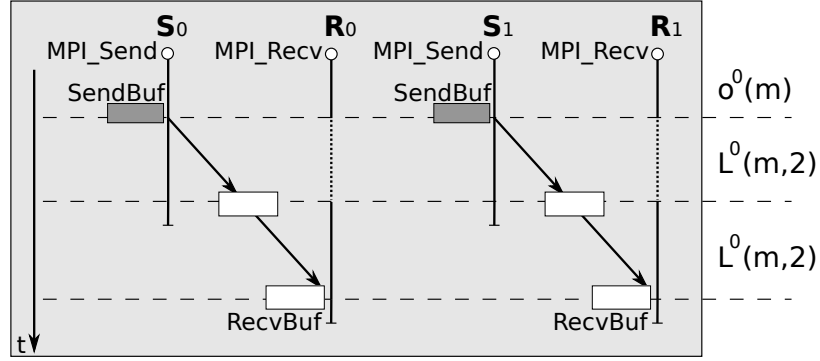 S0 R0 S1 R1
MPI_Send MPI_Recv MPI_Send MPI_Recv
SendBuf SendBuf o⁰(m)
L⁰(m,2)
L⁰(m,2)
RecvBuf RecvBuf
t